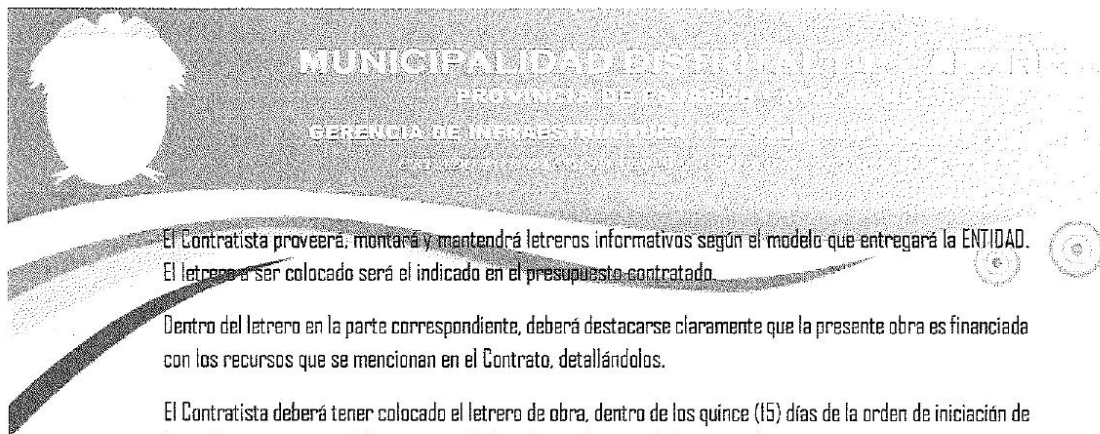 MUNICIPALIDAD DISTRITAL DE
PROVINCIA DE
GERENCIA DE INFRAESTRUCTURA
El Contratista proveerá, montará y mantendrá letreros informativos según el modelo que entregará la ENTIDAD.
El letrero a ser colocado será el indicado en el presupuesto contratado.
Dentro del letrero en la parte correspondiente, deberá destacarse claramente que la presente obra es financiada
con los recursos que se mencionan en el Contrato, detallándolos.
El Contratista deberá tener colocado el letrero de obra, dentro de los quince (15) días de la orden de iniciación de